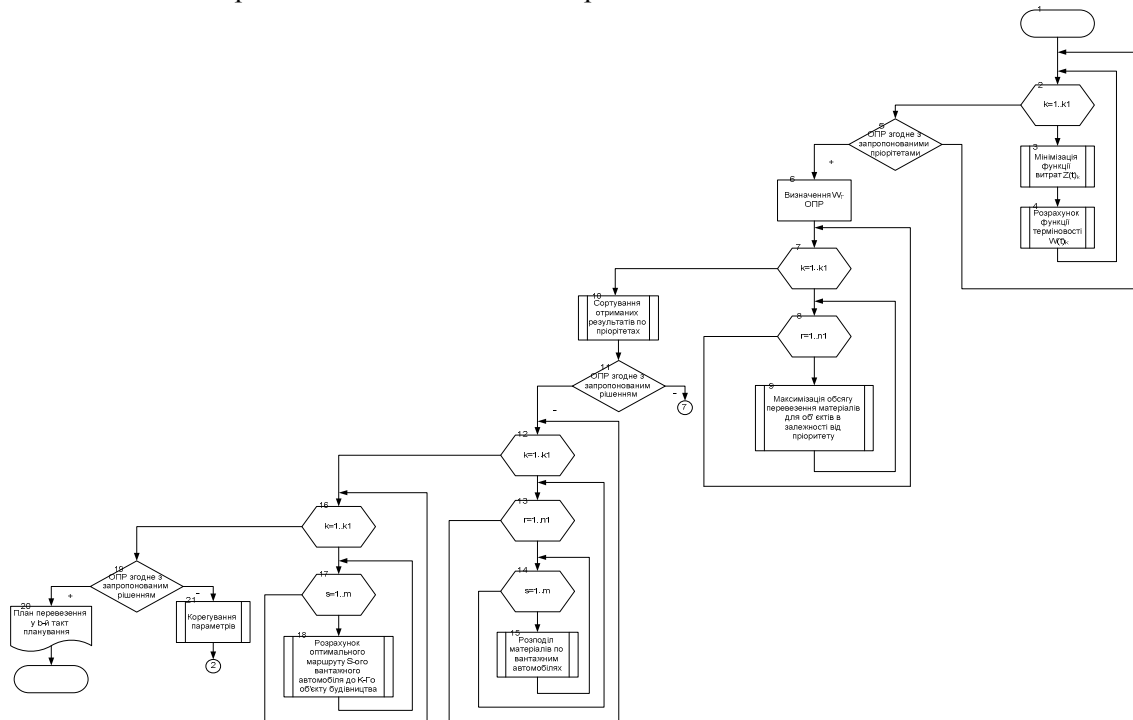 1
2
k=1..k1
3
Мінімізація
функції
витрат Z(t)k
4
Розрахунок
функції
терміновості
W(t)k
5
ОПР згодне з
запропонованими
пріорітетами
+
6
Визначення Wr
ОПР
7
k=1..k1
8
r=1..n1
9
Максимізація обсягу
перевезення матеріалів
для об' єктів в
залежності від
пріоритету
10
Сортування
отриманих
результатів по
пріорітетах
11
ОПР згодне з
запропонованим
рішенням
-
-
7
12
k=1..k1
13
r=1..n1
14
s=1..m
15
Розподіл
матеріалів по
вантажним
автомобілях
16
k=1..k1
17
s=1..m
18
Розрахунок
оптимального
маршруту S-ого
вантажного
автомобіля до К-Го
об'єкту будівництва
19
ОПР згодне з
запропонованим
рішенням
+
-
20
План перевезення
у b-й такт
планування
21
Корегування
параметрів
2